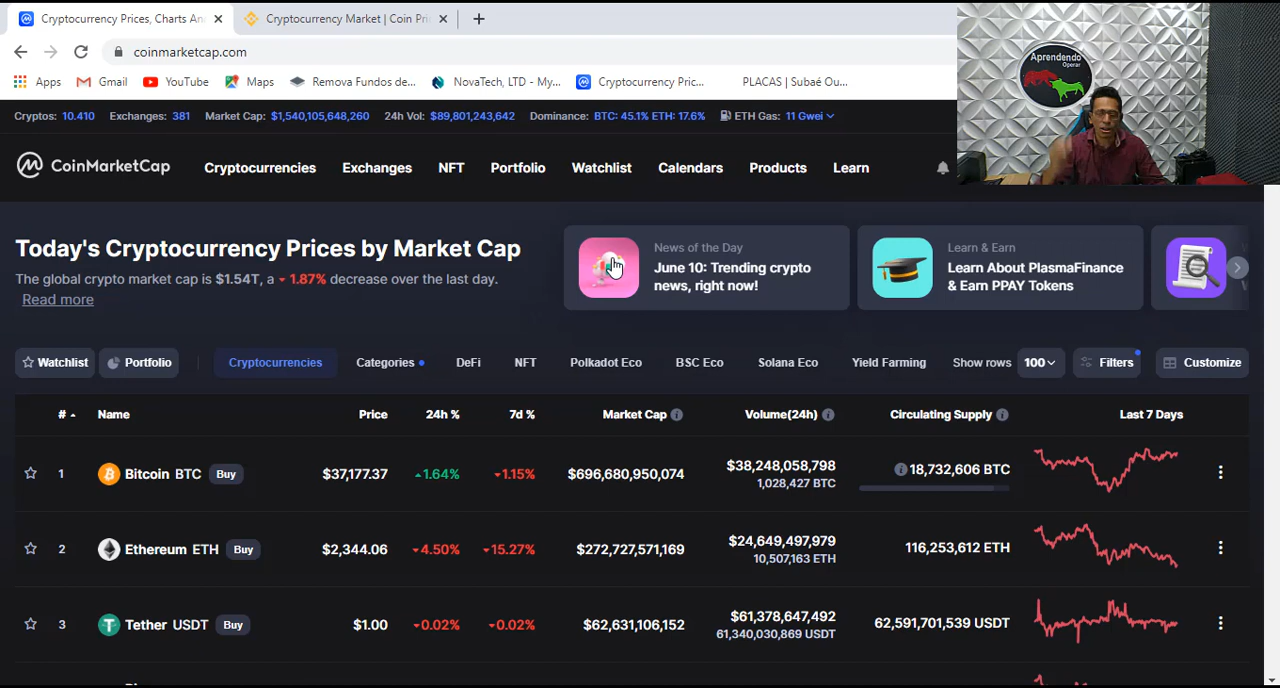 Cryptocurrency Prices, Charts An
Cryptocurrency Market | Coin Pri
coinmarketcap.com
Apps Gmail YouTube Maps Remova Fundos de... NovaTech, LTD - My... Cryptocurrency Pric... PLACAS | Subaé Ou...
Aprendendo
Operar
Cryptos: 10.410 Exchanges: 381 Market Cap: $1,540,105,648,260 24h Vol: $89,801,243,642 Dominance: BTC: 45.1% ETH: 17.6% ETH Gas: 11 Gwei
CoinMarketCap Cryptocurrencies Exchanges NFT Portfolio Watchlist Calendars Products Learn
Today's Cryptocurrency Prices by Market Cap
The global crypto market cap is $1.54T, a 1.87% decrease over the last day.
Read more
News of the Day
June 10: Trending crypto
news, right now!
Learn & Earn
Learn About PlasmaFinance
& Earn PPAY Tokens
Watchlist Portfolio Cryptocurrencies Categories DeFi NFT Polkadot Eco BSC Eco Solana Eco Yield Farming Show rows 100 Filters Customize
# Name Price 24h % 7d % Market Cap Volume(24h) Circulating Supply Last 7 Days
1 Bitcoin BTC Buy $37,177.37 1.64% 1.15% $696,680,950,074 $38,248,058,798 18,732,606 BTC
1,028,427 BTC
2 Ethereum ETH Buy $2,344.06 4.50% 15.27% $272,727,571,169 $24,649,497,979 116,253,612 ETH
10,507,163 ETH
3 Tether USDT Buy $1.00 0.02% 0.02% $62,631,106,152 $61,378,647,492 62,591,701,539 USDT
61,340,030,869 USDT